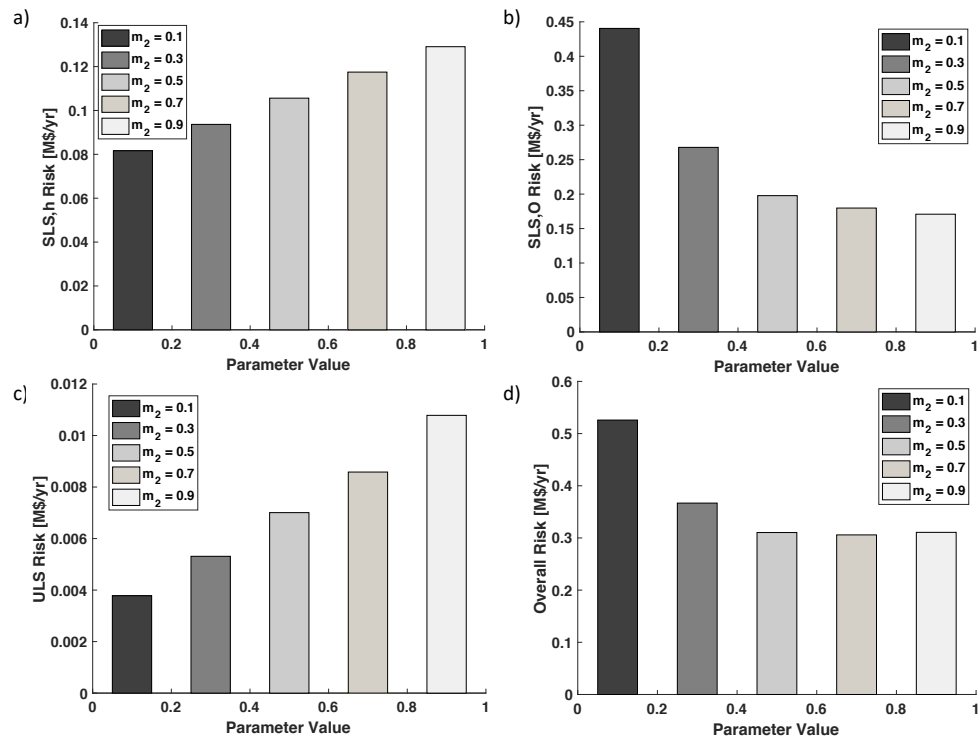 a)
0.14
0.12
0.1
0.08
0.06
0.04
0.02
0
SLS,h Risk [M$/yr]
m2 = 0.1
m2 = 0.3
m2 = 0.5
m2 = 0.7
m2 = 0.9
0 0.2 0.4 0.6 0.8 1
Parameter Value
b)
0.45
0.4
0.35
0.3
0.25
0.2
0.15
0.1
0.05
0
SLS,O Risk [M$/yr]
m2 = 0.1
m2 = 0.3
m2 = 0.5
m2 = 0.7
m2 = 0.9
0 0.2 0.4 0.6 0.8 1
Parameter Value
c)
0.012
0.01
0.008
0.006
0.004
0.002
0
ULS Risk [M$/yr]
m2 = 0.1
m2 = 0.3
m2 = 0.5
m2 = 0.7
m2 = 0.9
0 0.2 0.4 0.6 0.8 1
Parameter Value
d)
0.6
0.5
0.4
0.3
0.2
0.1
0
Overall Risk [M$/yr]
m2 = 0.1
m2 = 0.3
m2 = 0.5
m2 = 0.7
m2 = 0.9
0 0.2 0.4 0.6 0.8 1
Parameter Value